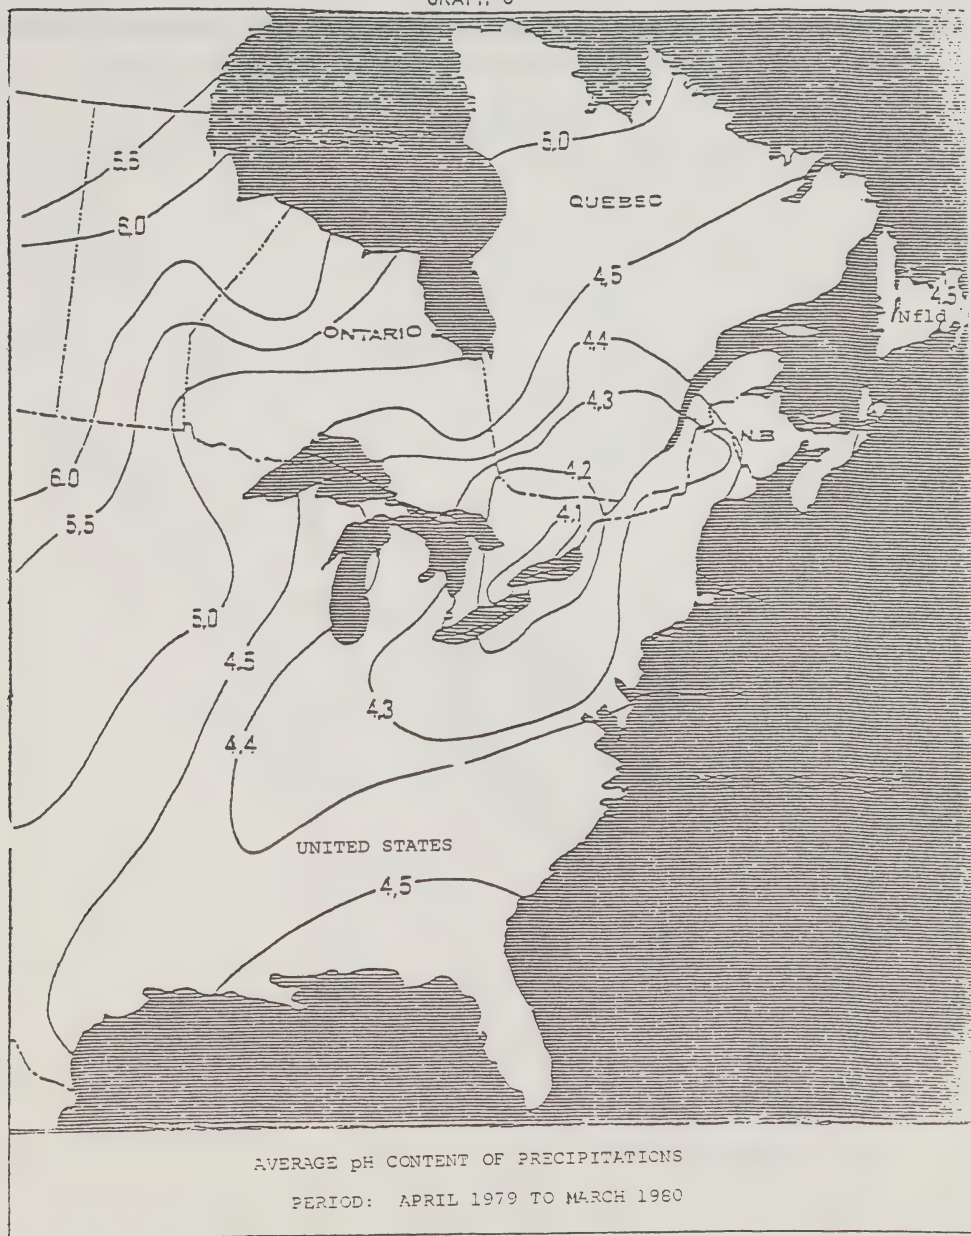 5,5
6,0
5,0
QUEBEC
4,5
4,5
Nfld
ONTARIO
4,4
4,3
N.B
6,0
5,5
4,2
4,1
5,0
4,5
4,3
4,4
UNITED STATES
4,5
AVERAGE pH CONTENT OF PRECIPITATIONS
PERIOD: APRIL 1979 TO MARCH 1980